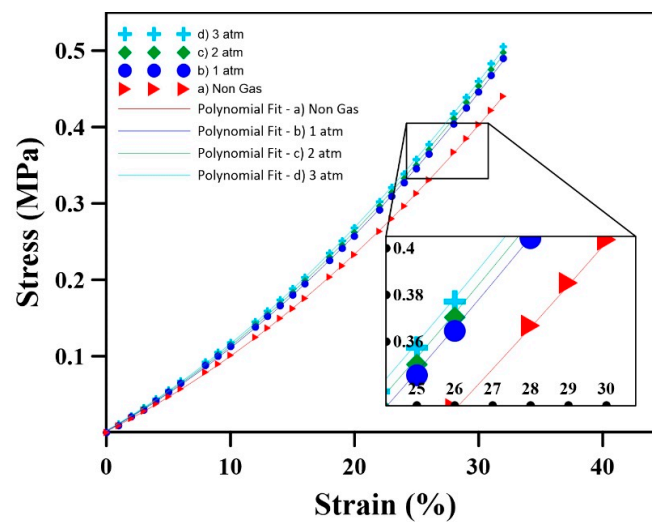 d) 3 atm
c) 2 atm
b) 1 atm
a) Non Gas
Polynomial Fit - a) Non Gas
Polynomial Fit - b) 1 atm
Polynomial Fit - c) 2 atm
Polynomial Fit - d) 3 atm
0.5
0.4
0.3
0.2
0.1
Stress (MPa)
0.4
0.38
0.36
25 26 27 28 29 30
0 10 20 30 40
Strain (%)